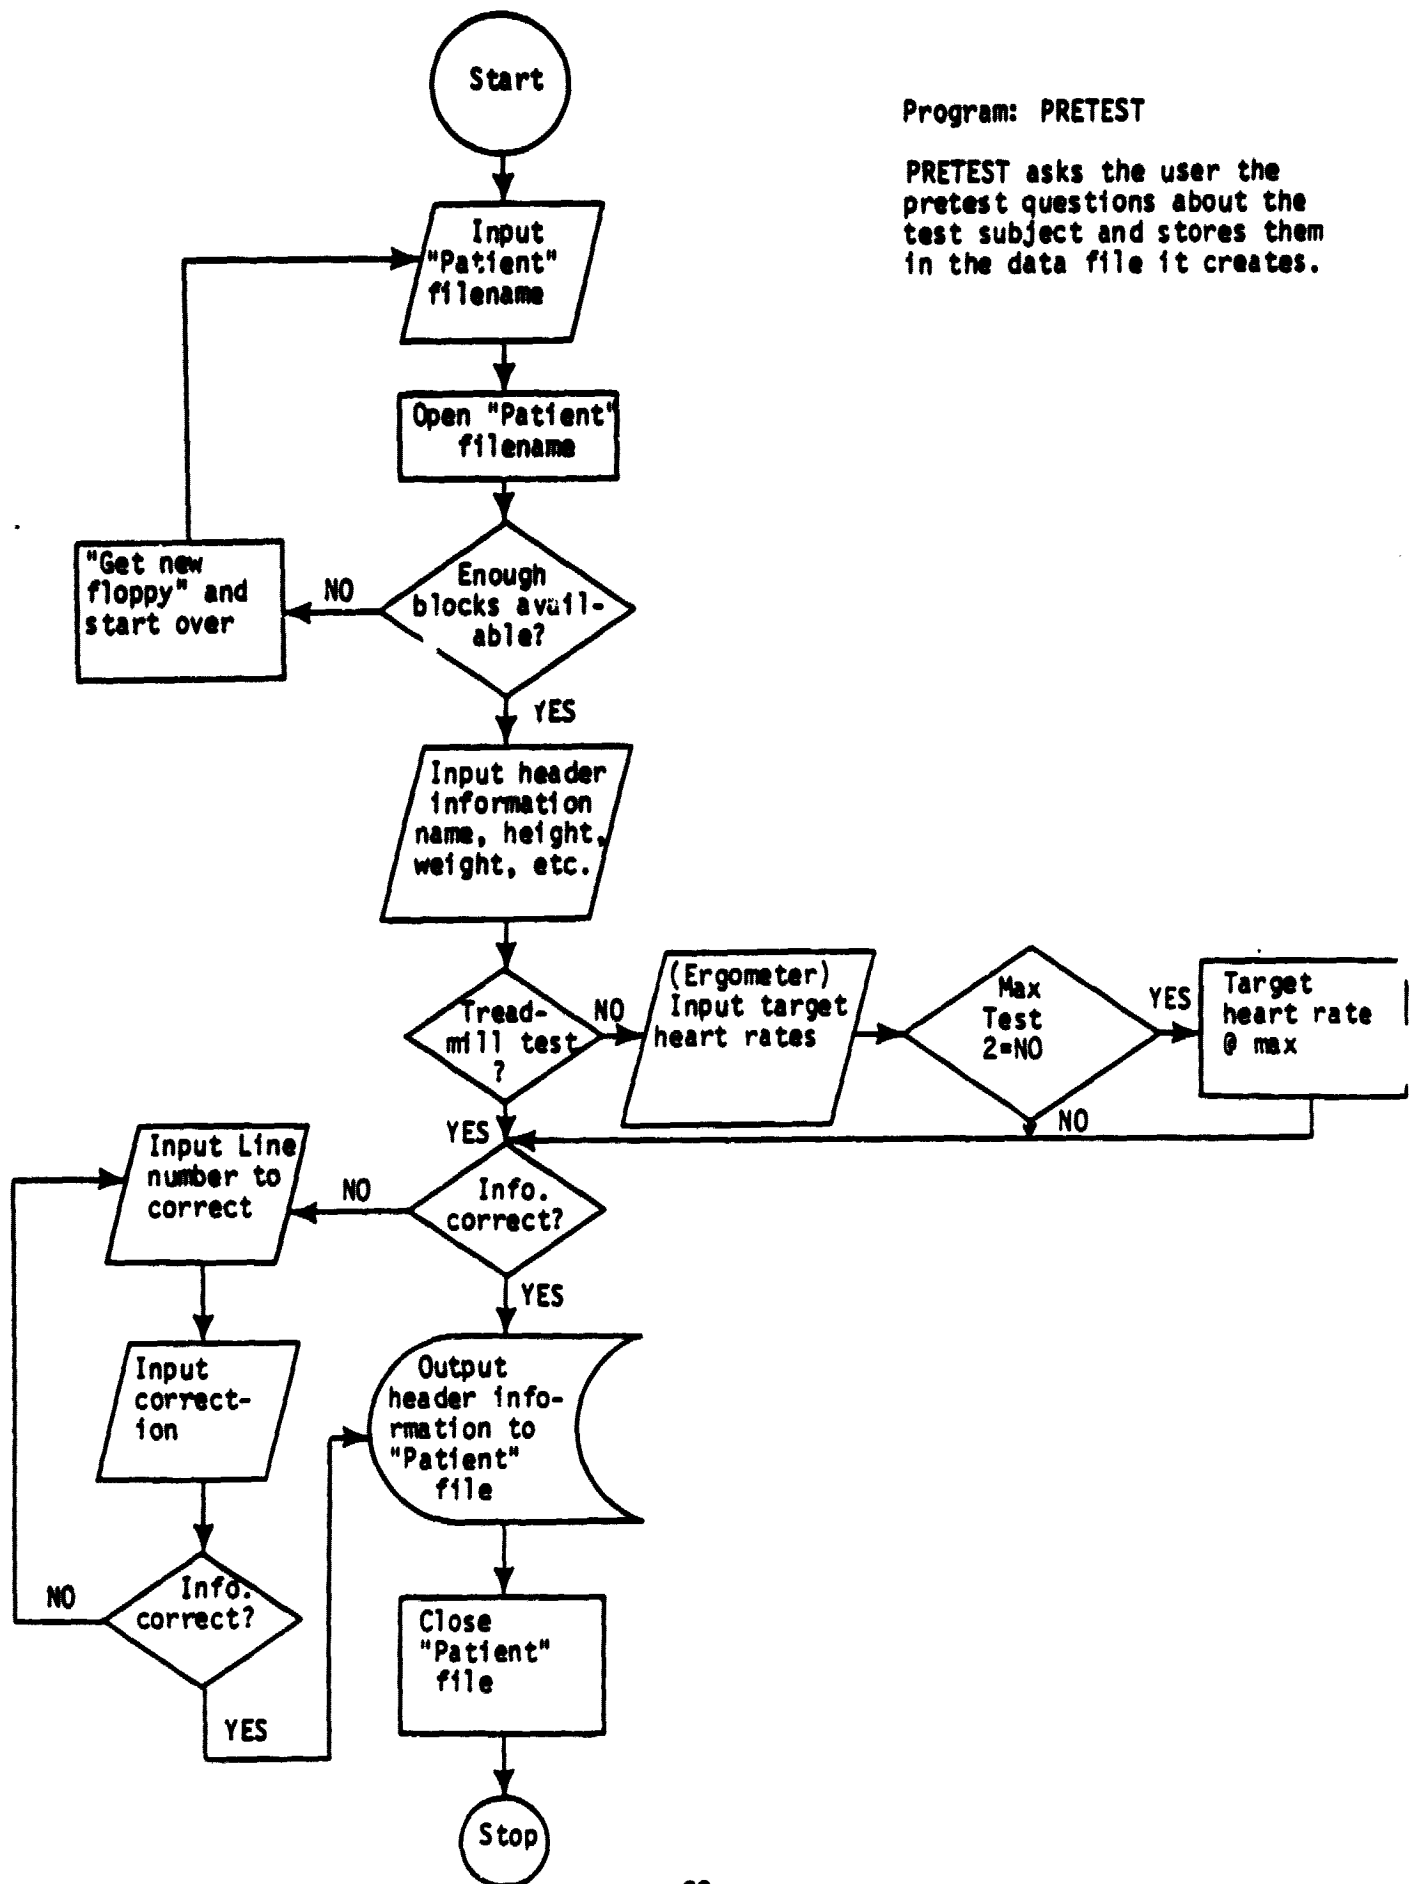 Start
Program: PRETEST
PRETEST asks the user the
pretest questions about the
test subject and stores them
in the data file it creates.
Input
"Patient"
filename
Open "Patient"
filename
Enough
blocks avail-
able?
NO
"Get new
floppy" and
start over
YES
Input header
information
name, height,
weight, etc.
Tread-
mill test
?
NO
(Ergometer)
Input target
heart rates
Max
Test
2=NO
YES
Target
heart rate
@ max
NO
YES
Info.
correct?
NO
Input Line
number to
correct
Input
correct-
ion
Info.
correct?
NO
YES
YES
Output
header info-
rmation to
"Patient"
file
Close
"Patient"
file
Stop